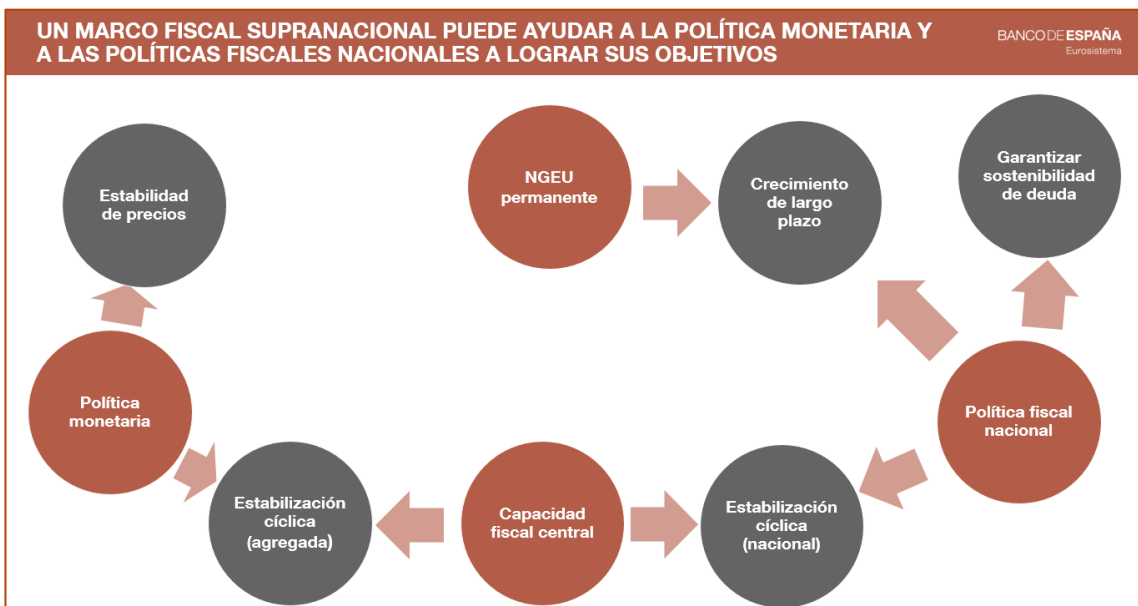 UN MARCO FISCAL SUPRANACIONAL PUEDE AYUDAR A LA POLÍTICA MONETARIA Y
A LAS POLÍTICAS FISCALES NACIONALES A LOGRAR SUS OBJETIVOS
BANCO DE ESPAÑA
Eurosistema
Estabilidad
de precios
NGEU
permanente
Crecimiento
de largo
plazo
Garantizar
sostenibilidad
de deuda
Política
monetaria
Política fiscal
nacional
Estabilización
cíclica
(agregada)
Capacidad
fiscal central
Estabilización
cíclica
(nacional)